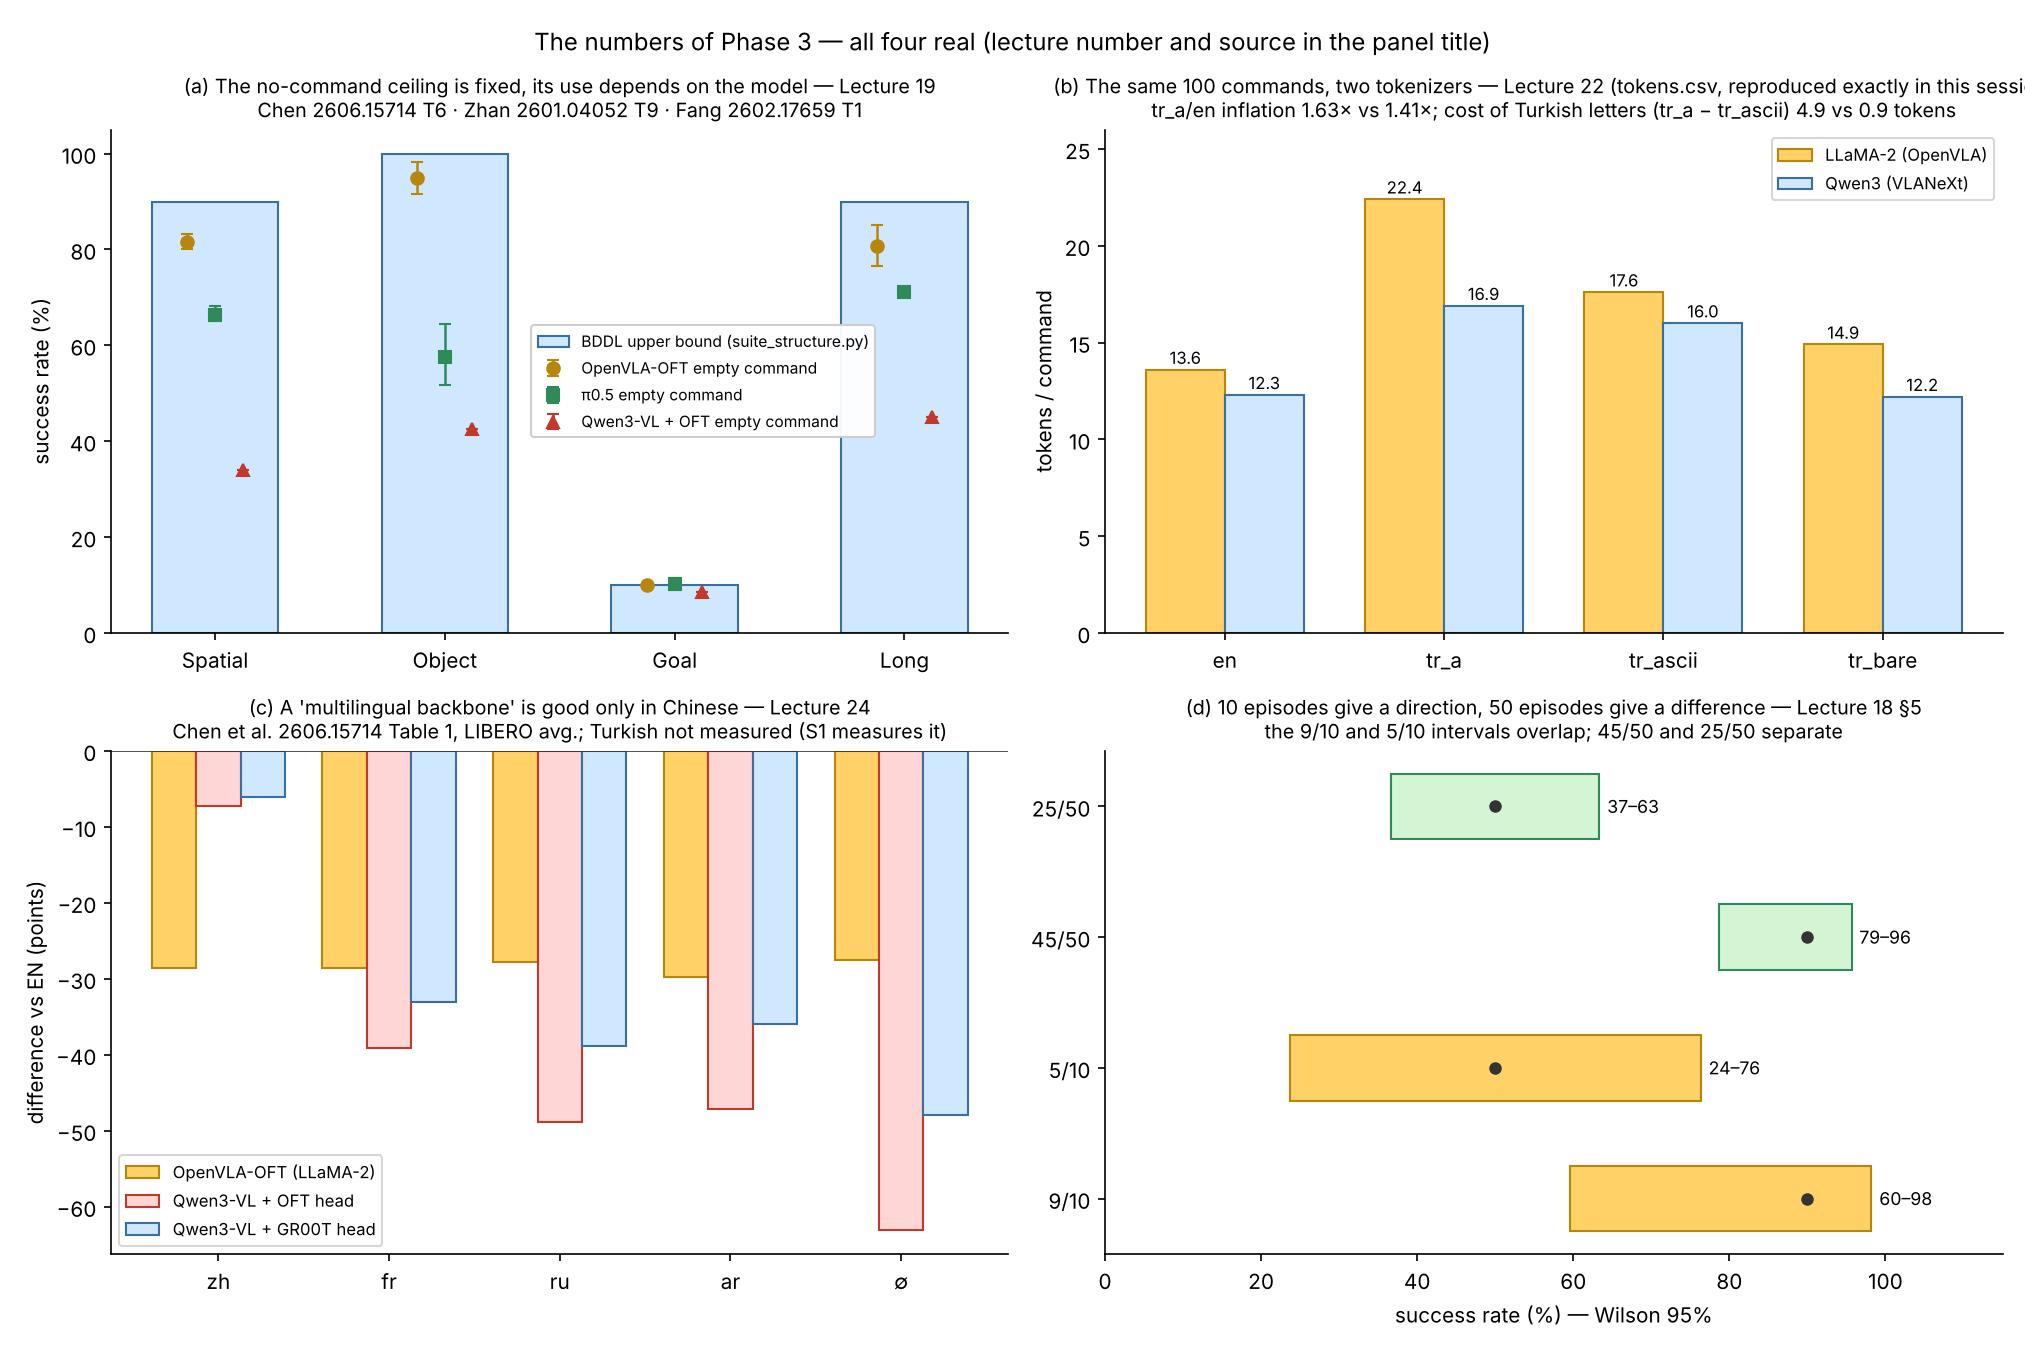 The numbers of Phase 3 — all four real (lecture number and source in the panel title)
(a) The no-command ceiling is fixed, its use depends on the model — Lecture 19
Chen 2606.15714 T6 · Zhan 2601.04052 T9 · Fang 2602.17659 T1
success rate (%)
100
80
60
40
20
0
BDDL upper bound (suite_structure.py)
OpenVLA-OFT empty command
π0.5 empty command
Qwen3-VL + OFT empty command
Spatial
Object
Goal
Long
(b) The same 100 commands, two tokenizers — Lecture 22 (tokens.csv, reproduced exactly in this sessi
tr_a/en inflation 1.63× vs 1.41×; cost of Turkish letters (tr_a − tr_ascii) 4.9 vs 0.9 tokens
tokens / command
25
20
15
10
5
0
LLaMA-2 (OpenVLA)
Qwen3 (VLANeXt)
13.6
12.3
22.4
16.9
17.6
16.0
14.9
12.2
en
tr_a
tr_ascii
tr_bare
(c) A 'multilingual backbone' is good only in Chinese — Lecture 24
Chen et al. 2606.15714 Table 1, LIBERO avg.; Turkish not measured (S1 measures it)
difference vs EN (points)
0
−10
−20
−30
−40
−50
−60
OpenVLA-OFT (LLaMA-2)
Qwen3-VL + OFT head
Qwen3-VL + GR00T head
zh
fr
ru
ar
ø
(d) 10 episodes give a direction, 50 episodes give a difference — Lecture 18 §5
the 9/10 and 5/10 intervals overlap; 45/50 and 25/50 separate
25/50
37–63
45/50
79–96
5/10
24–76
9/10
60–98
0
20
40
60
80
100
success rate (%) — Wilson 95%